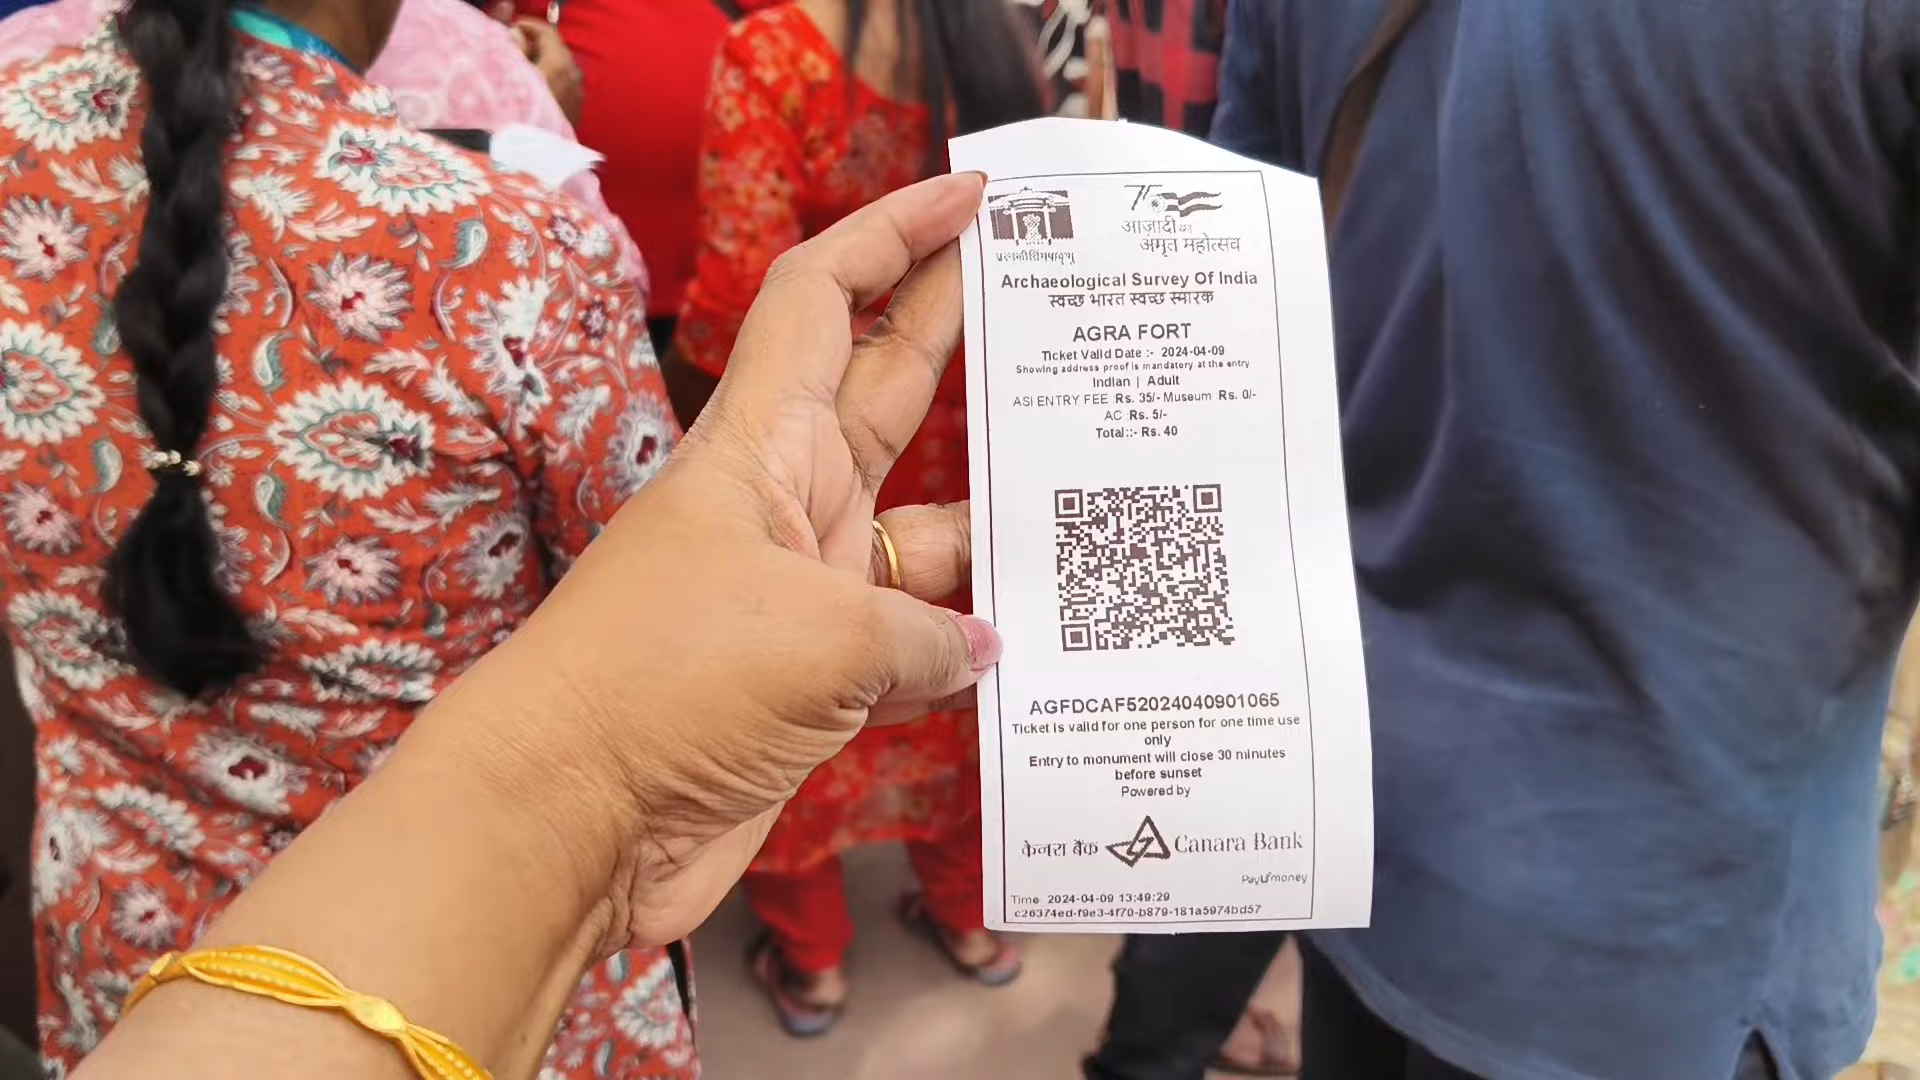 75
आज़ादी का
अमृत महोत्सव
Archaeological Survey Of India
स्वच्छ भारत स्वच्छ स्मारक
AGRA FORT
Ticket Valid Date :- 2024-04-09
Showing address proof is mandatory at the entry
Indian | Adult
ASI ENTRY FEE :Rs. 35/- Museum :Rs. 0/-
AC :Rs. 5/-
Total::- Rs. 40
AGFDCAF52024040901065
Ticket is valid for one person for one time use
only
Entry to monument will close 30 minutes
before sunset
Powered by
केनरा बैंक Canara Bank
PayUmoney
Time 2024-04-09 13:49:29
c26374ed-f9e3-4f70-b879-181a5974bd57